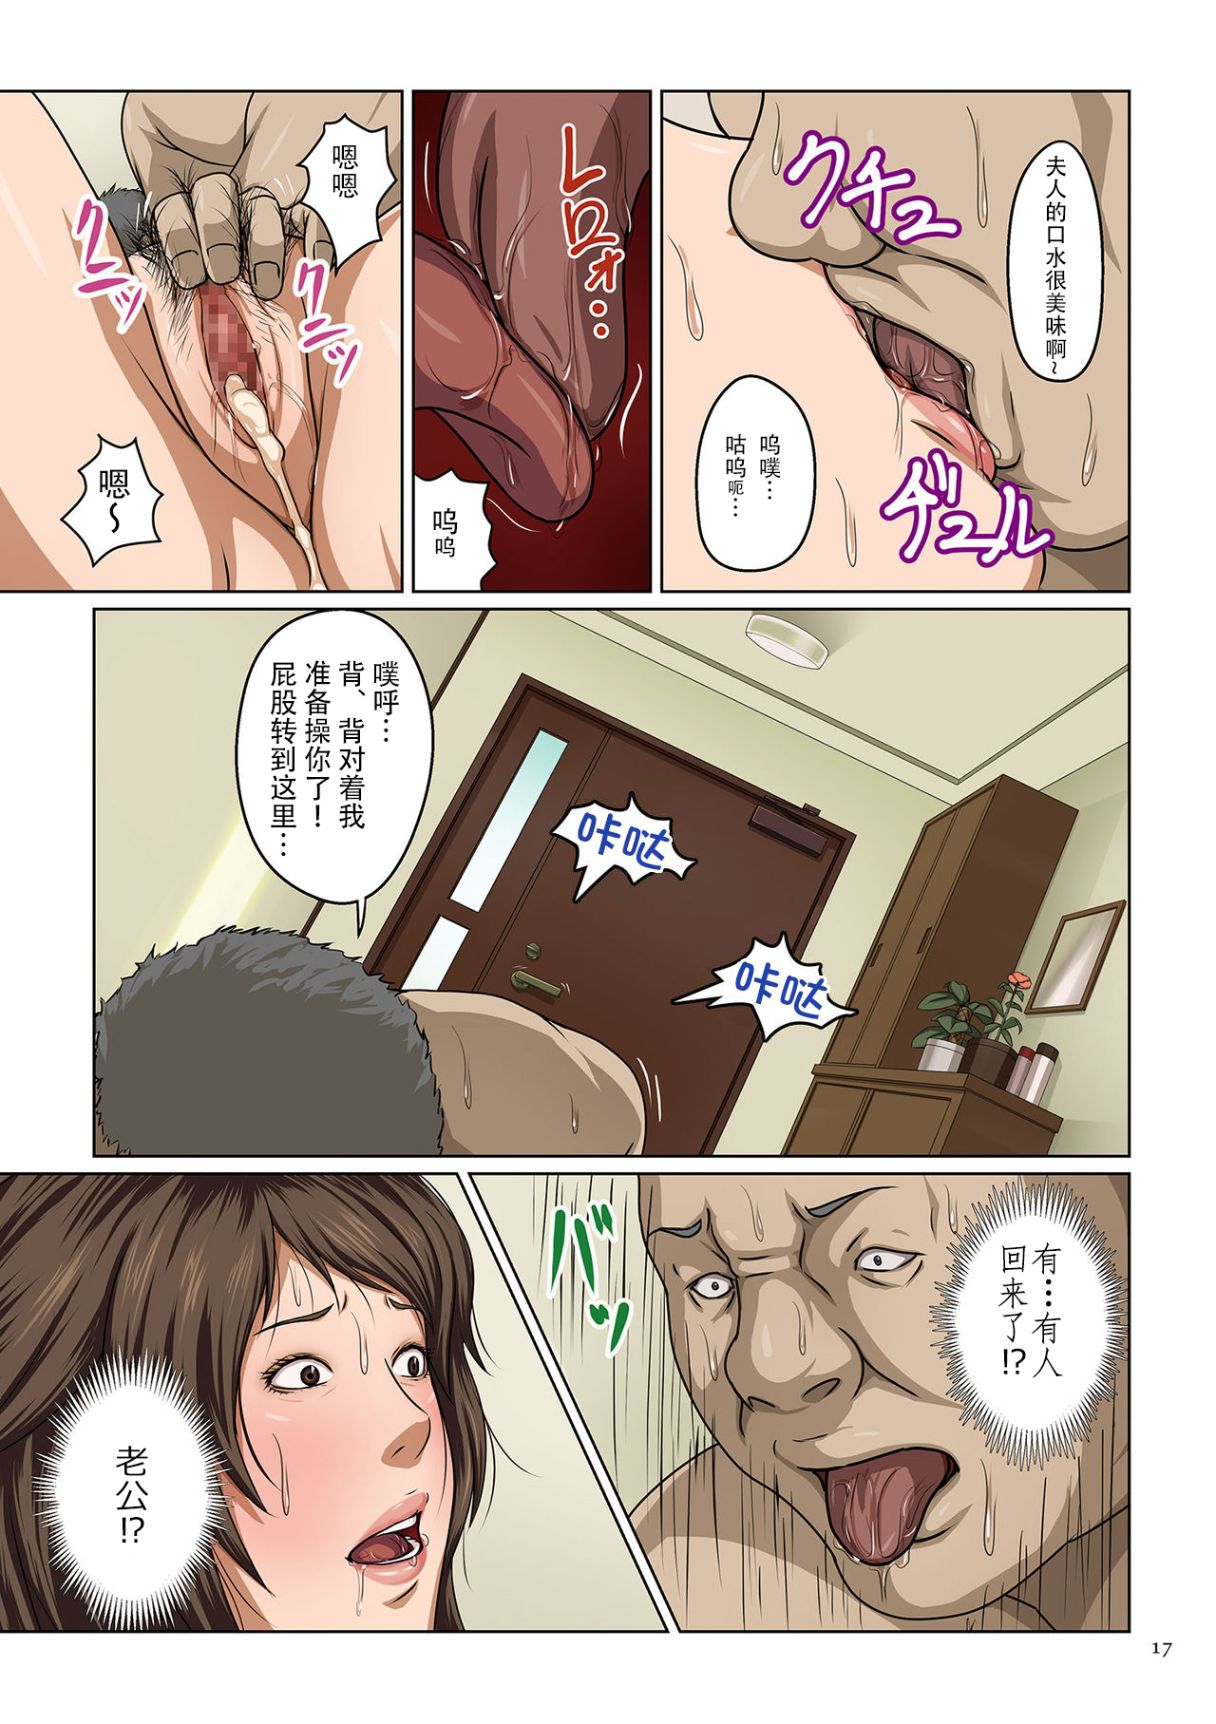 夫人的口水很美味啊~
クチュ
呜噗…
咕呜呃…
ヂュル
レロォ…
呜呜
嗯嗯
クニッ
クニッ
嗯~
噗呼…
背、背对着我
准备操你了!
屁股转到这里…
咔哒
咔哒
有…有人
回来了!?
バッ
老公!?
17